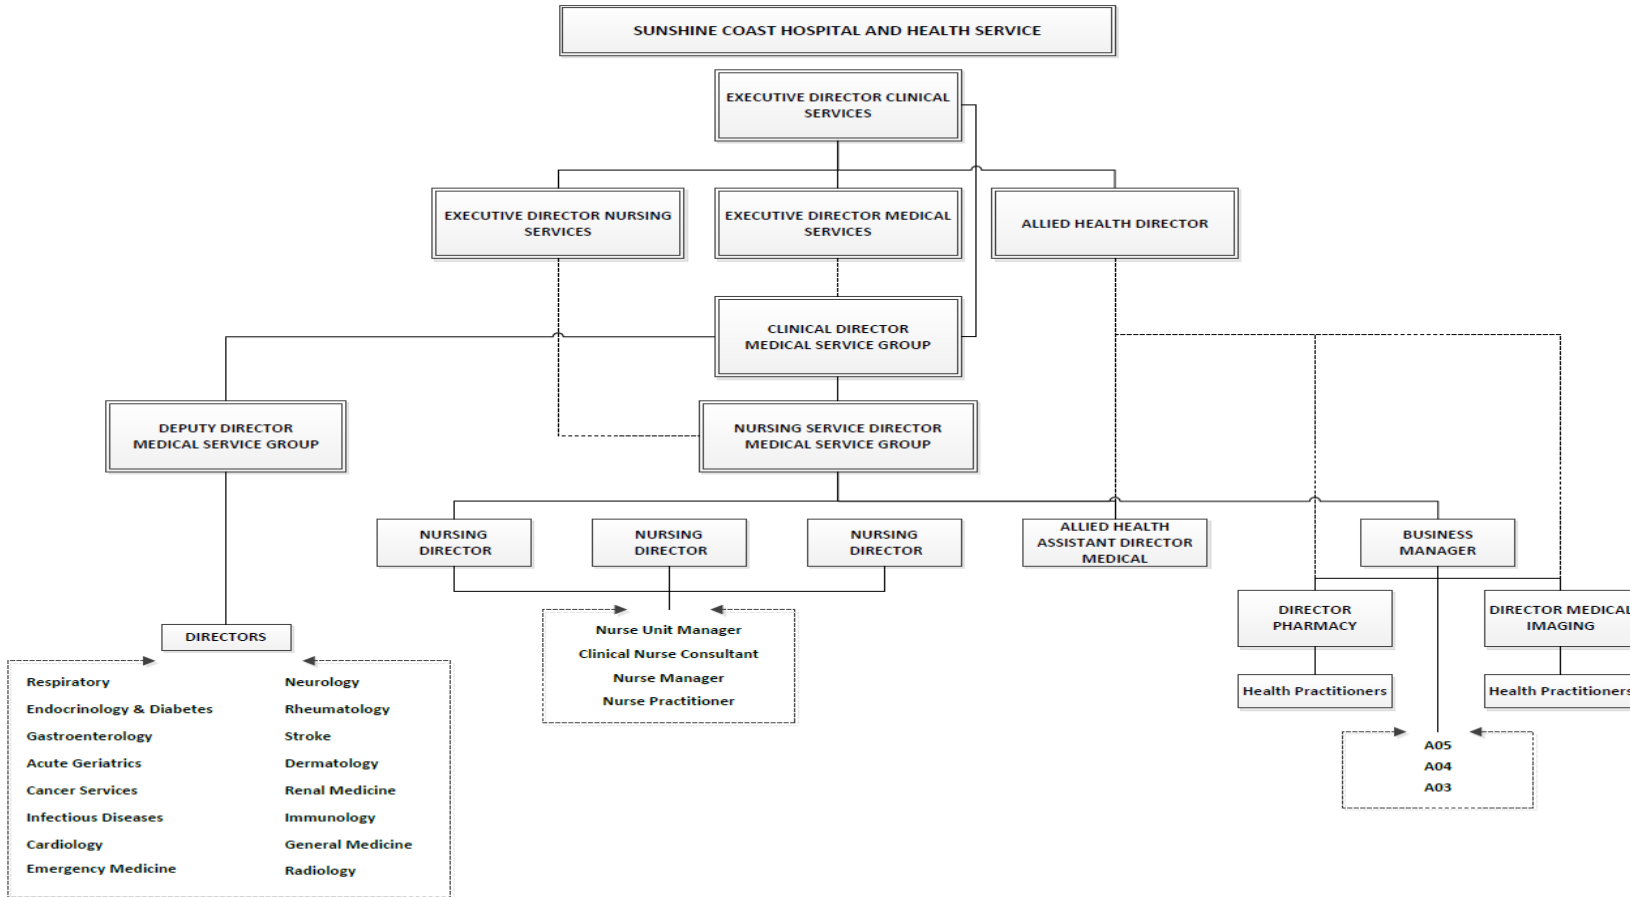 SUNSHINE COAST HOSPITAL AND HEALTH SERVICE
EXECUTIVE DIRECTOR CLINICAL
SERVICES
EXECUTIVE DIRECTOR NURSING
SERVICES
EXECUTIVE DIRECTOR MEDICAL
SERVICES
ALLIED HEALTH DIRECTOR
CLINICAL DIRECTOR
MEDICAL SERVICE GROUP
DEPUTY DIRECTOR
MEDICAL SERVICE GROUP
NURSING SERVICE DIRECTOR
MEDICAL SERVICE GROUP
NURSING
DIRECTOR
NURSING
DIRECTOR
NURSING
DIRECTOR
ALLIED HEALTH
ASSISTANT DIRECTOR
MEDICAL
BUSINESS
MANAGER
DIRECTOR
PHARMACY
DIRECTOR MEDICAL
IMAGING
Health Practitioners
Health Practitioners
DIRECTORS
Respiratory
Endocrinology & Diabetes
Gastroenterology
Acute Geriatrics
Cancer Services
Infectious Diseases
Cardiology
Emergency Medicine
Neurology
Rheumatology
Stroke
Dermatology
Renal Medicine
Immunology
General Medicine
Radiology
Nurse Unit Manager
Clinical Nurse Consultant
Nurse Manager
Nurse Practitioner
A05
A04
A03